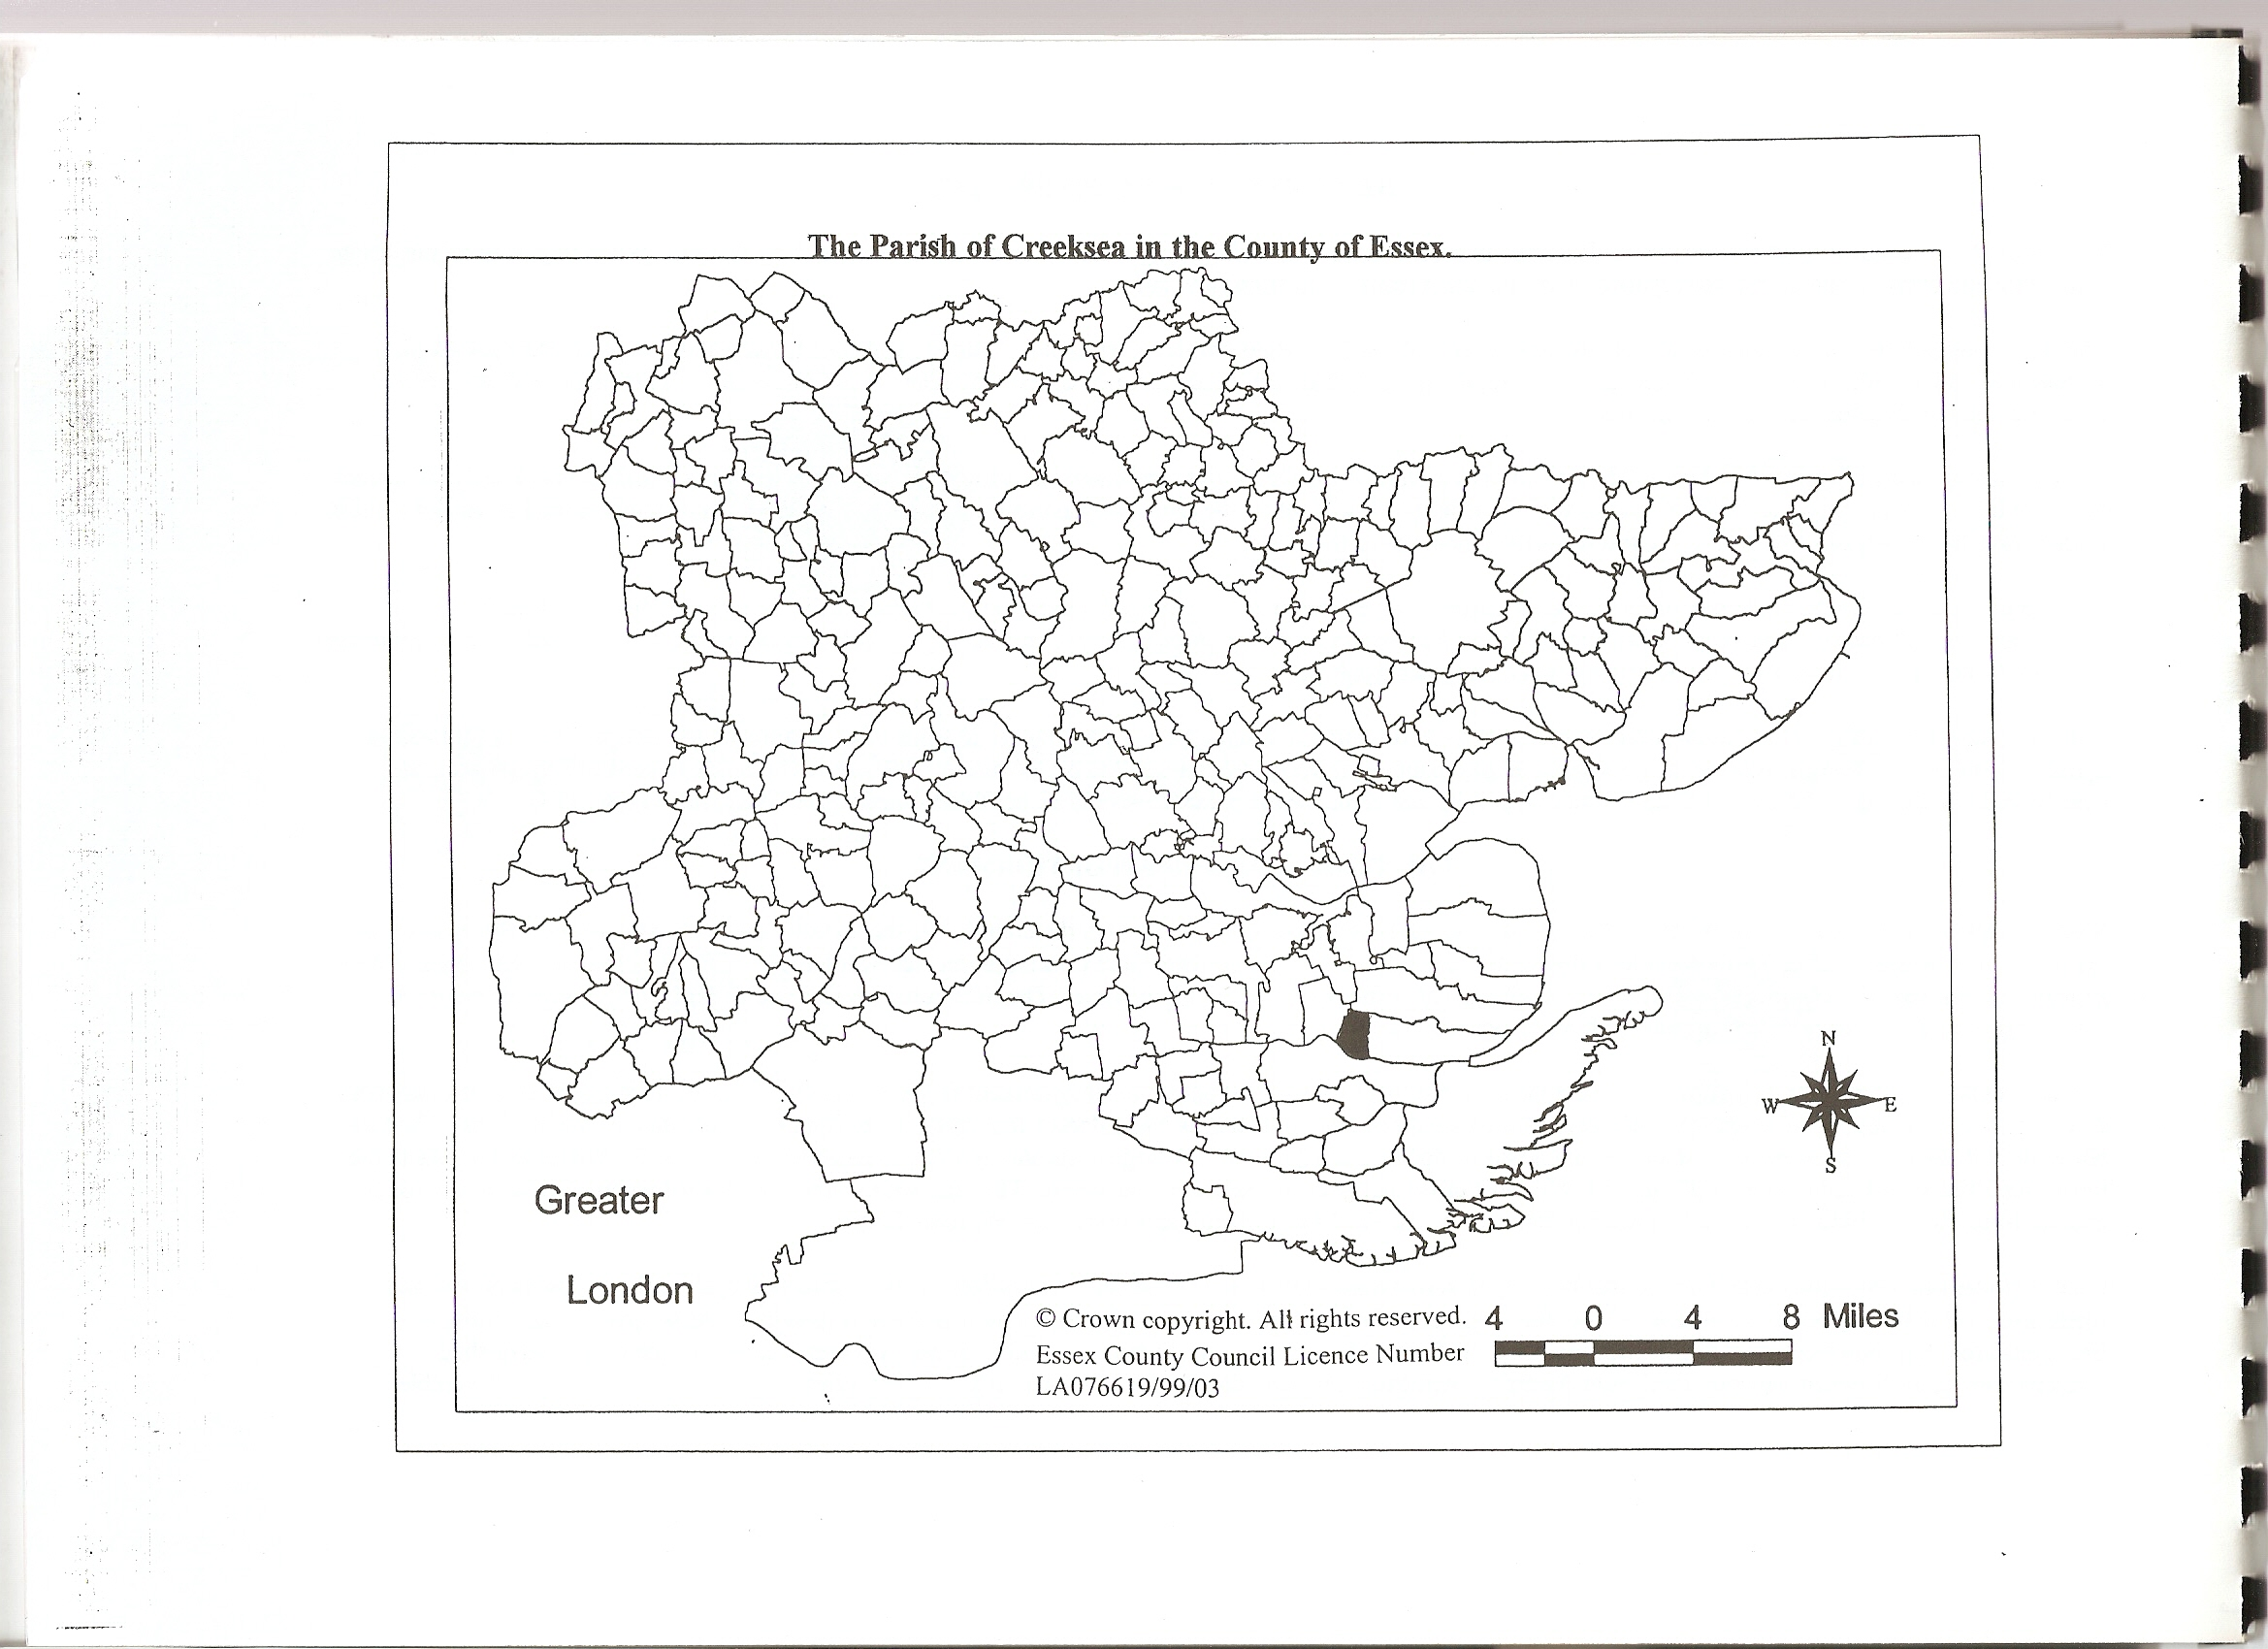 The Parish of Creeksea in the County of Essex.
N
W E
S
Greater
London
© Crown copyright. All rights reserved.
Essex County Council Licence Number
LA076619/99/03
4 0 4 8 Miles